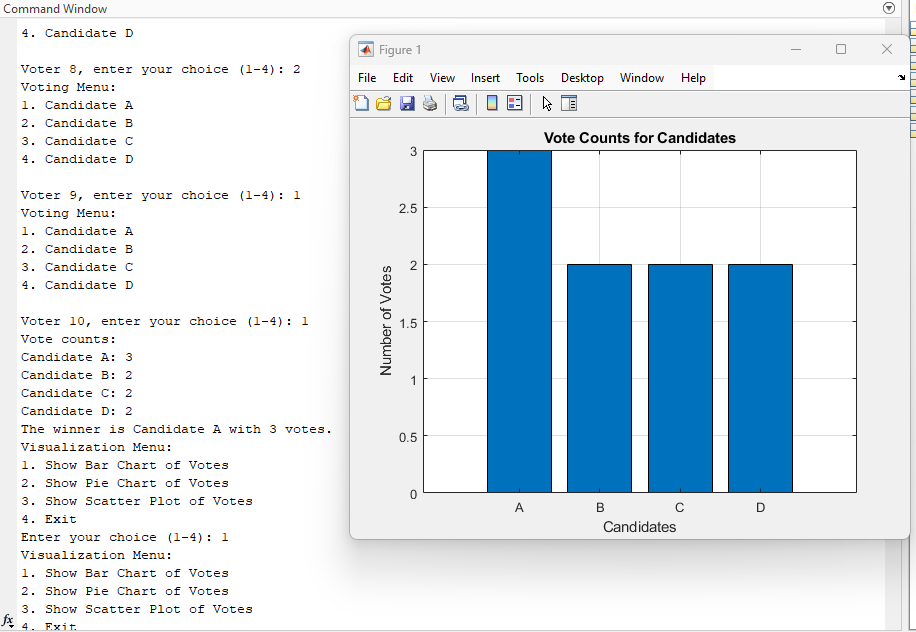 Command Window
4. Candidate D
Voter 8, enter your choice (1-4): 2
Voting Menu:
1. Candidate A
2. Candidate B
3. Candidate C
4. Candidate D
Voter 9, enter your choice (1-4): 1
Voting Menu:
1. Candidate A
2. Candidate B
3. Candidate C
4. Candidate D
Voter 10, enter your choice (1-4): 1
Vote counts:
Candidate A: 3
Candidate B: 2
Candidate C: 2
Candidate D: 2
The winner is Candidate A with 3 votes.
Visualization Menu:
1. Show Bar Chart of Votes
2. Show Pie Chart of Votes
3. Show Scatter Plot of Votes
4. Exit
Enter your choice (1-4): 1
Visualization Menu:
1. Show Bar Chart of Votes
2. Show Pie Chart of Votes
3. Show Scatter Plot of Votes
fx 4. Exit
Figure 1
File Edit View Insert Tools Desktop Window Help
Vote Counts for Candidates
3
2.5
2
1.5
1
0.5
0
Number of Votes
A B C D
Candidates